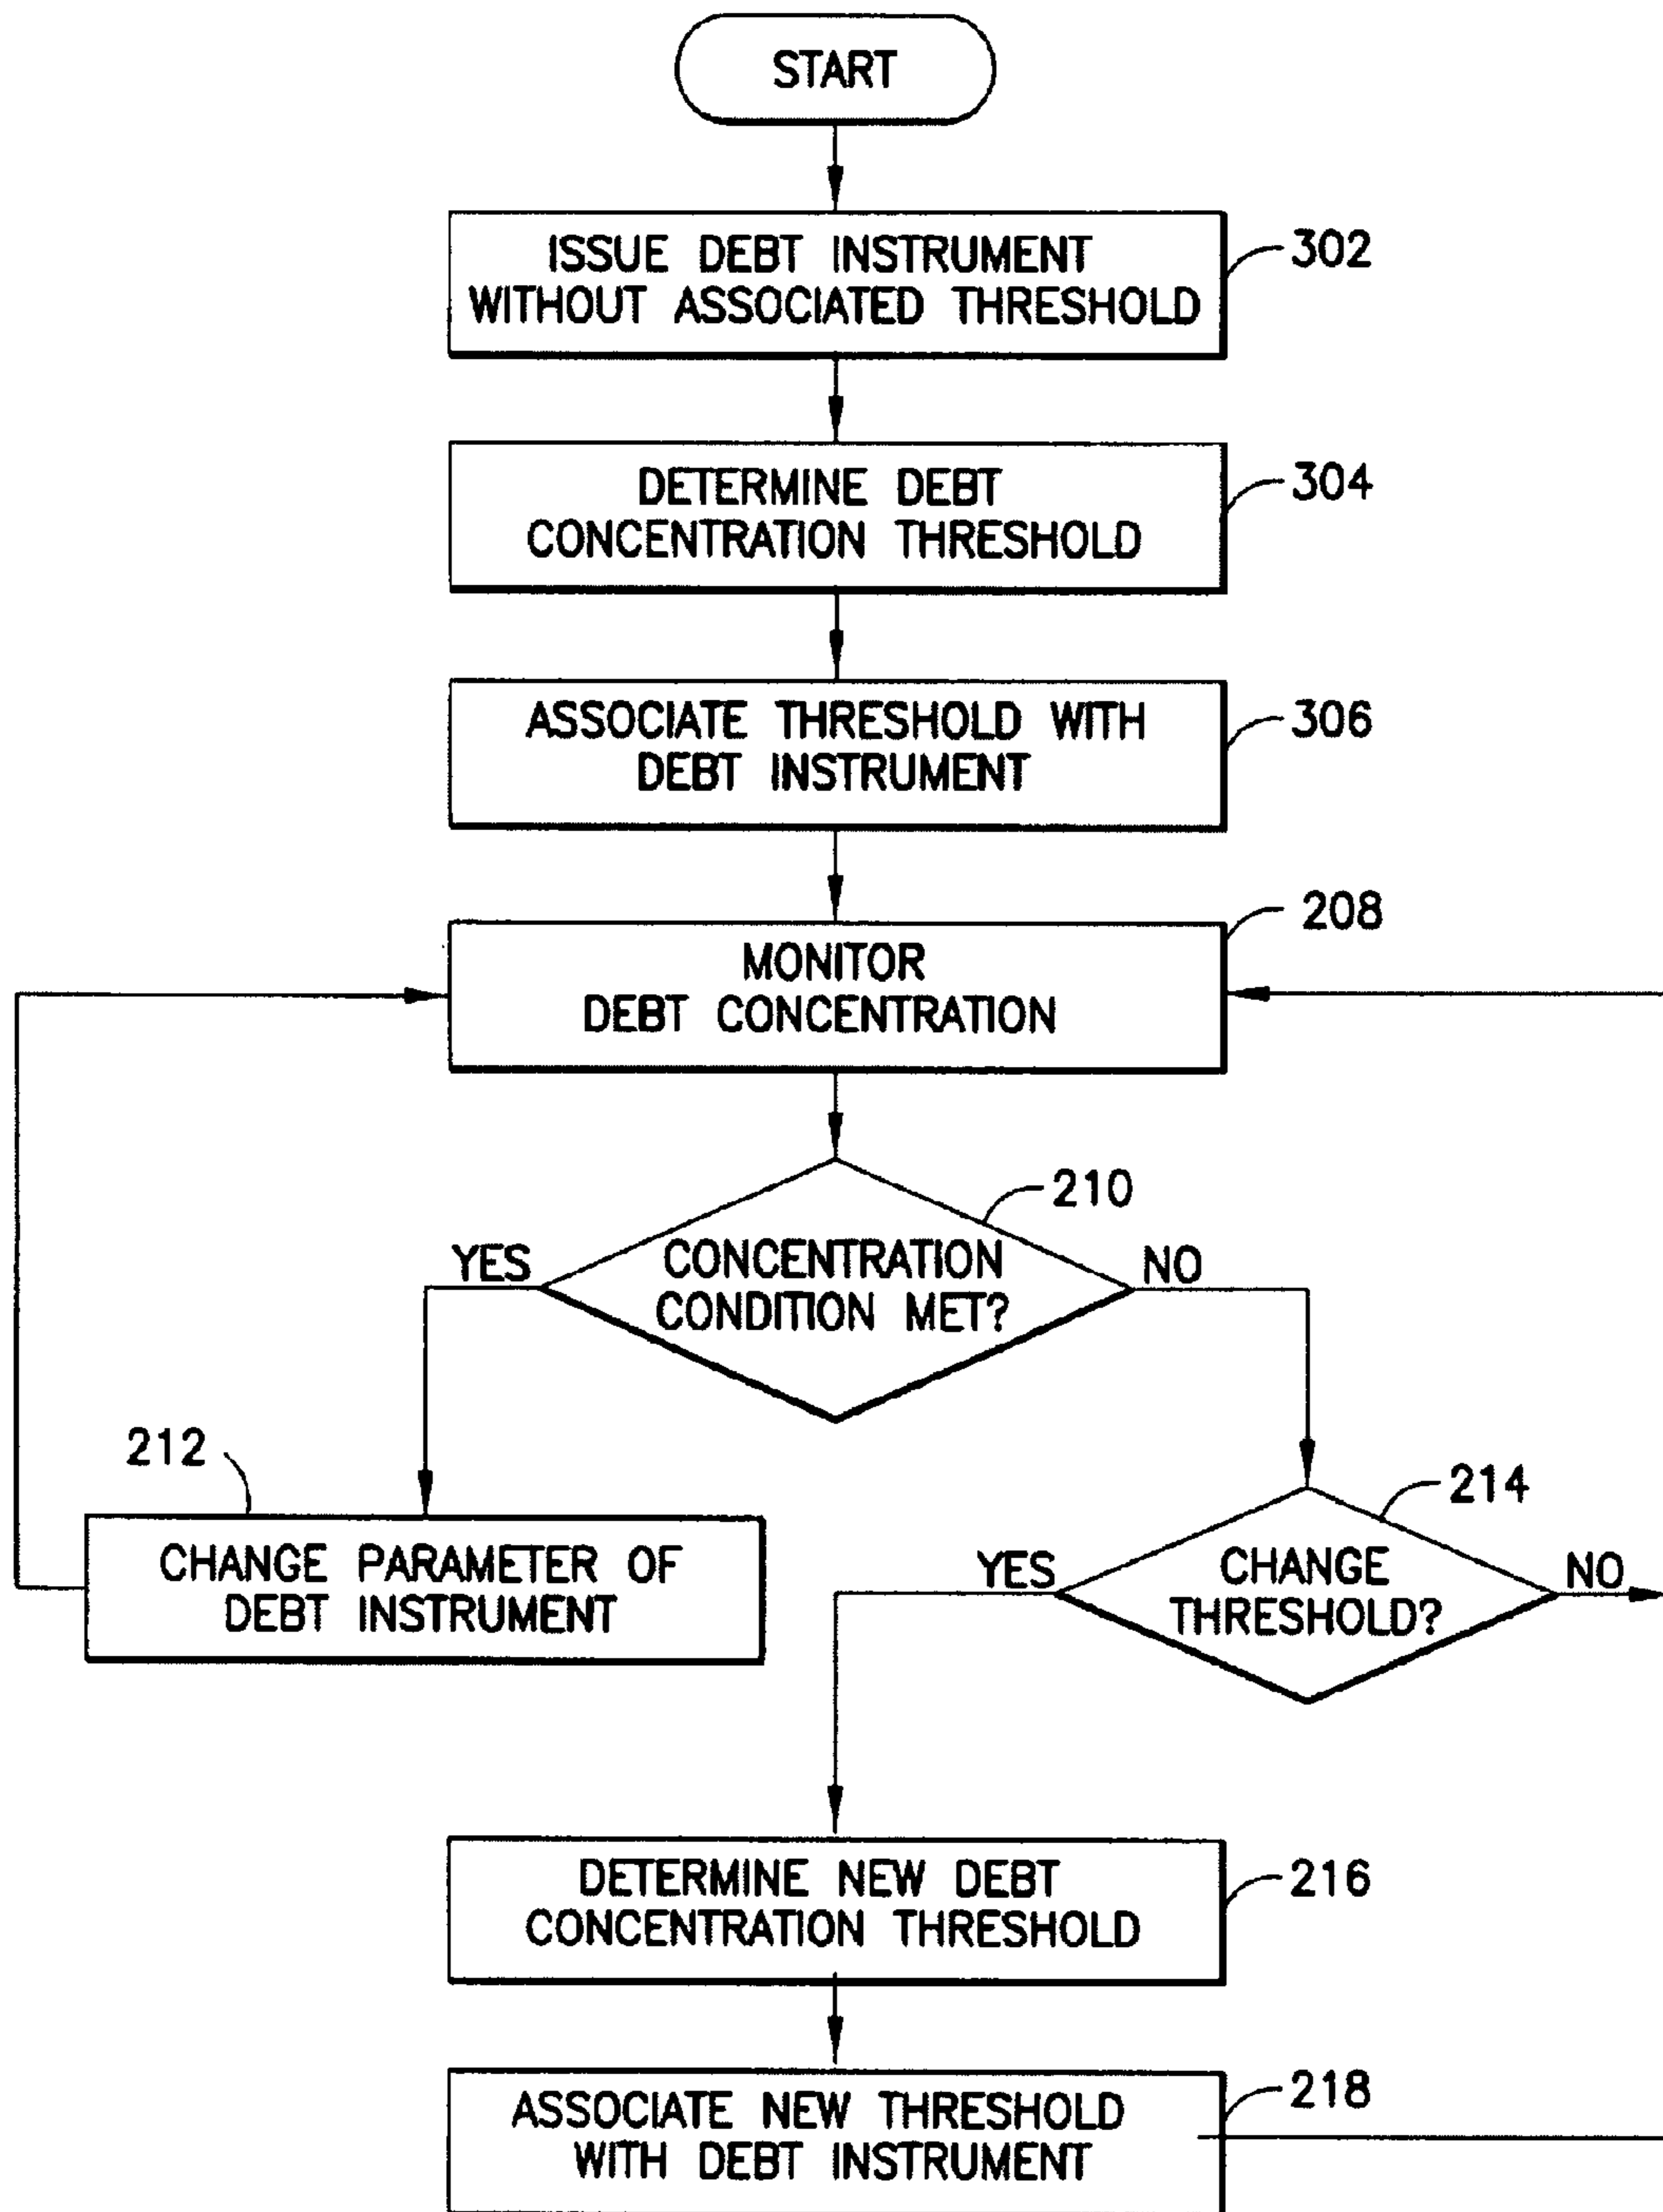 START
ISSUE DEBT INSTRUMENT
WITHOUT ASSOCIATED THRESHOLD
302
DETERMINE DEBT
CONCENTRATION THRESHOLD
304
ASSOCIATE THRESHOLD WITH
DEBT INSTRUMENT
306
MONITOR
DEBT CONCENTRATION
208
210
YES
CONCENTRATION
CONDITION MET?
NO
212
CHANGE PARAMETER OF
DEBT INSTRUMENT
214
YES
CHANGE
THRESHOLD?
NO
DETERMINE NEW DEBT
CONCENTRATION THRESHOLD
216
ASSOCIATE NEW THRESHOLD
WITH DEBT INSTRUMENT
218